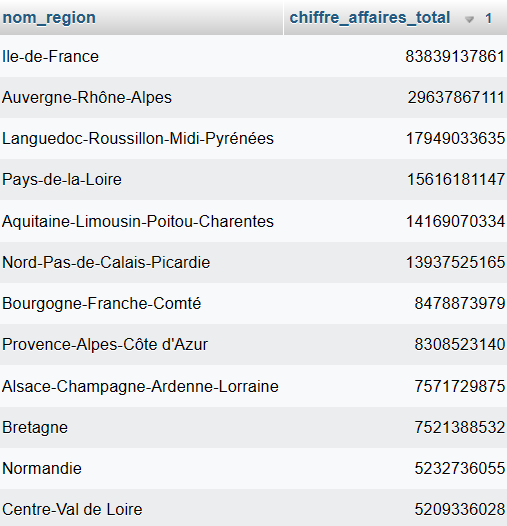 nom_region chiffre_affaires_total 1
Ile-de-France 83839137861
Auvergne-Rhône-Alpes 29637867111
Languedoc-Roussillon-Midi-Pyrénées 17949033635
Pays-de-la-Loire 15616181147
Aquitaine-Limousin-Poitou-Charentes 14169070334
Nord-Pas-de-Calais-Picardie 13937525165
Bourgogne-Franche-Comté 8478873979
Provence-Alpes-Côte d'Azur 8308523140
Alsace-Champagne-Ardenne-Lorraine 7571729875
Bretagne 7521388532
Normandie 5232736055
Centre-Val de Loire 5209336028